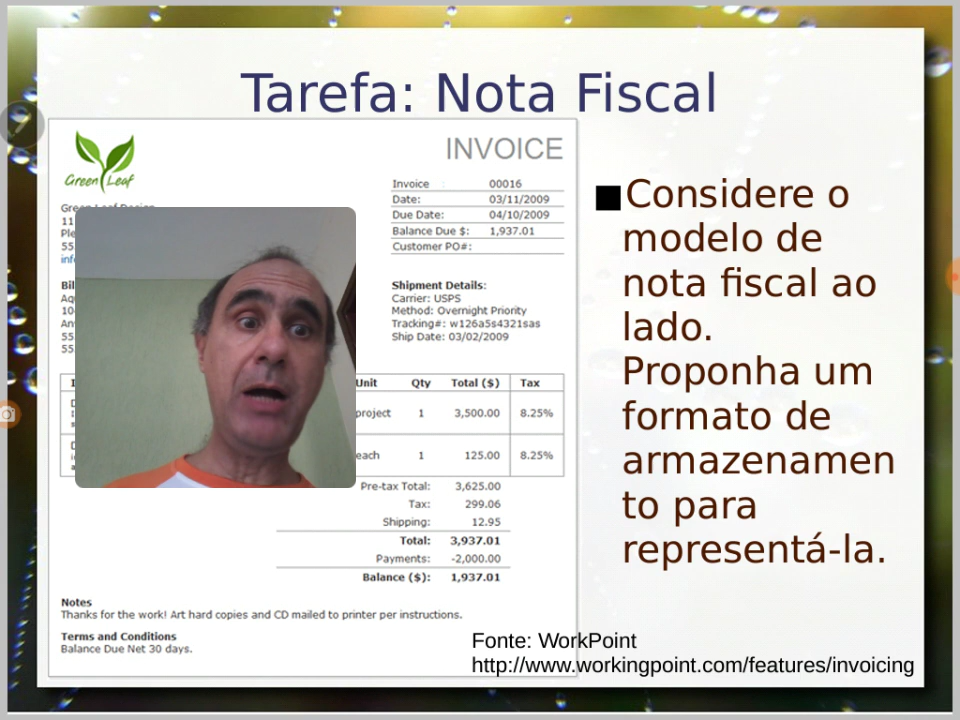 Tarefa: Nota Fiscal
Green Leaf
INVOICE
Invoice : 00016
Date: 03/11/2009
Due Date: 04/10/2009
Balance Due $: 1,937.01
Customer PO#:
11
55
Shipment Details:
Carrier: USPS
Method: Overnight Priority
Tracking#: w126a5s4321sas
Ship Date: 03/02/2009
55
55
Unit Qty Total ($) Tax
project 1 3,500.00 8.25%
each 1 125.00 8.25%
Pre-tax Total: 3,625.00
Tax: 299.06
Shipping: 12.95
Total: 3,937.01
Payments: -2,000.00
Balance ($): 1,937.01
Notes
Thanks for the work! Art hard copies and CD mailed to printer per instructions.
Terms and Conditions
Balance Due Net 30 days.
■Considere o
modelo de
nota fiscal ao
lado.
Proponha um
formato de
armazenamen
to para
representá-la.
Fonte: WorkPoint
http://www.workingpoint.com/features/invoicing